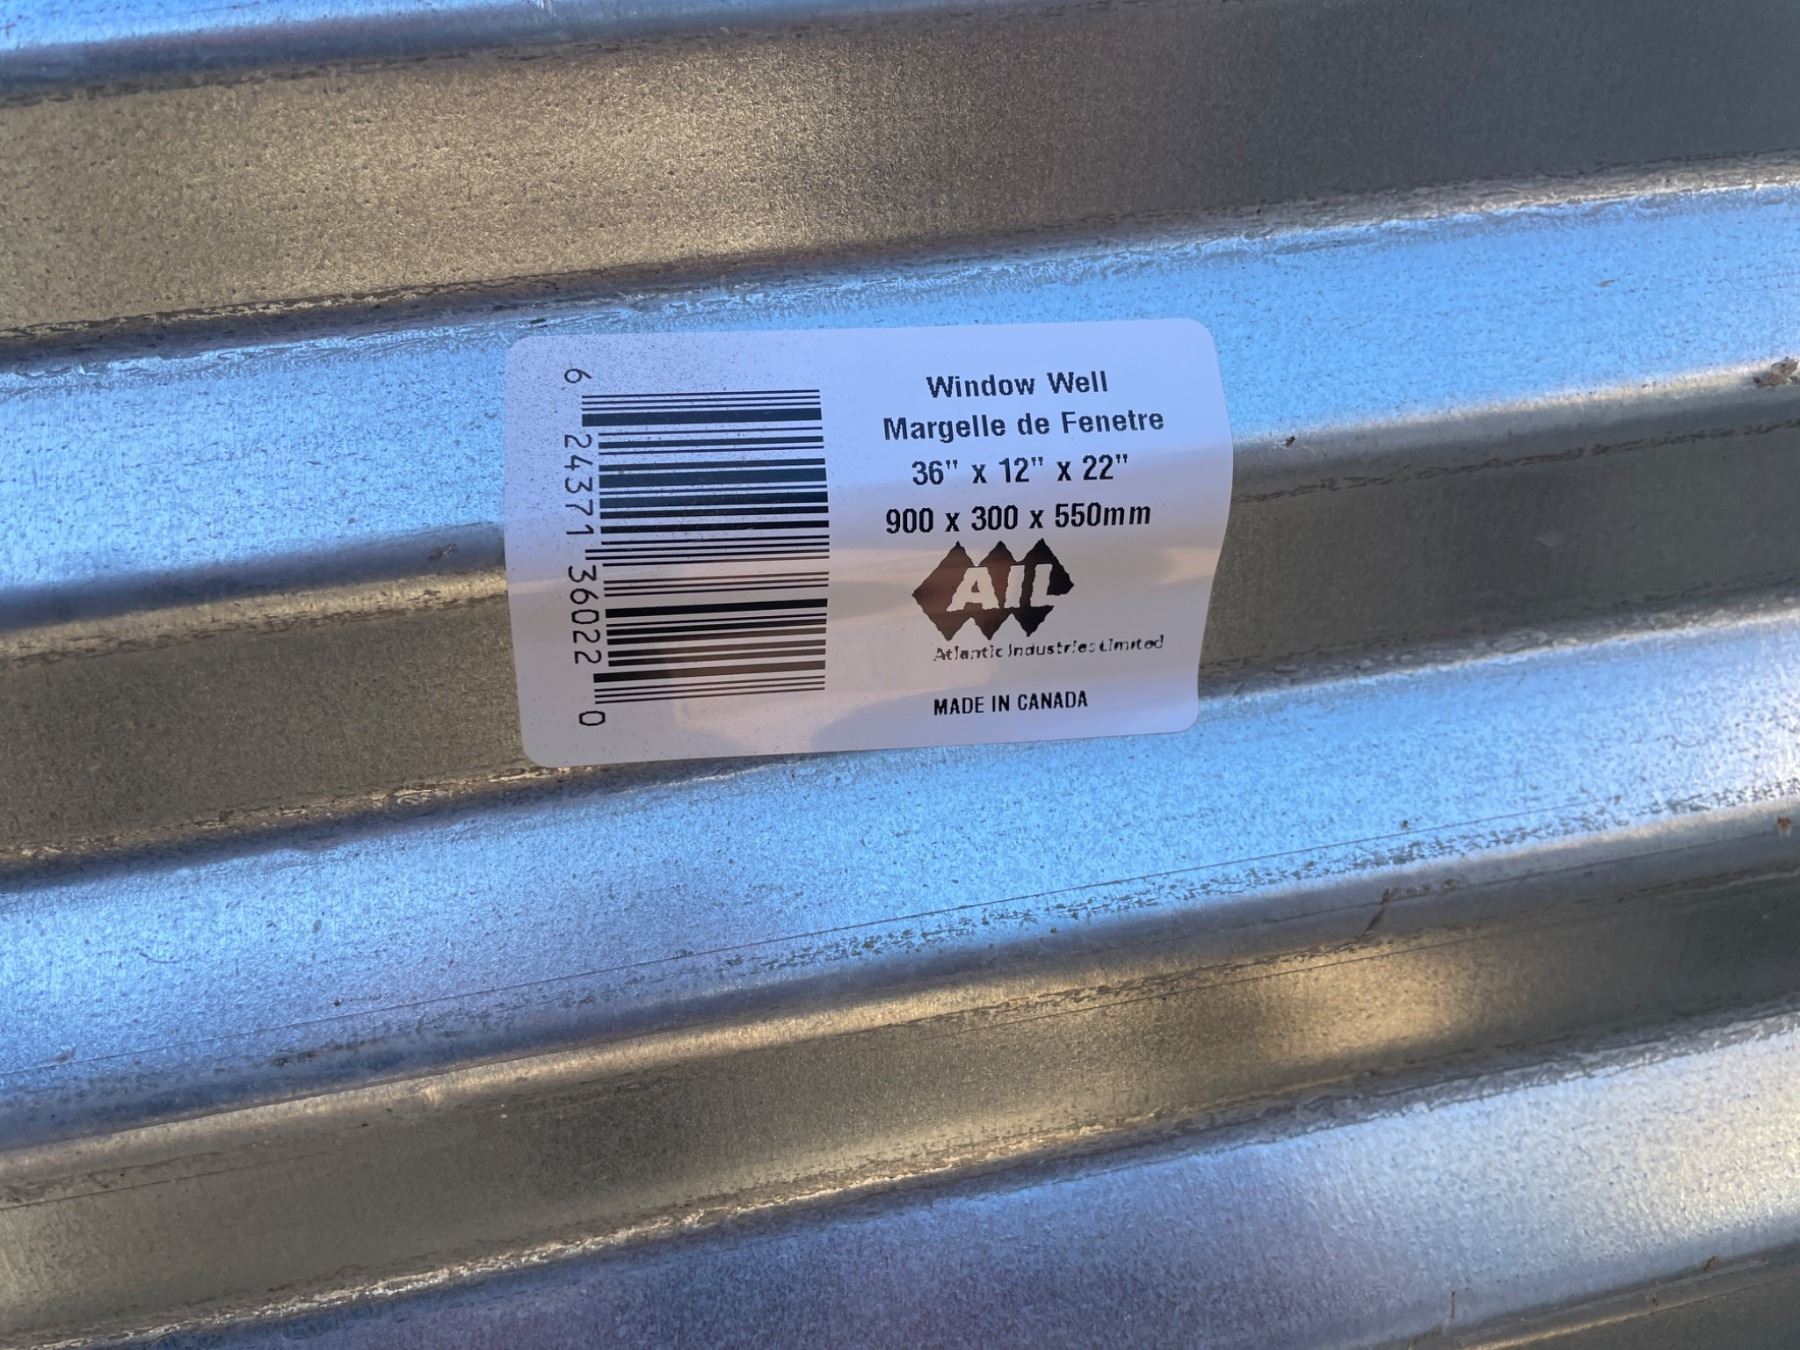 6 24371 36022 0
Window Well
Margelle de Fenetre
36" x 12" x 22"
900 x 300 x 550mm
AIL
Atlantic Industries Limited
MADE IN CANADA